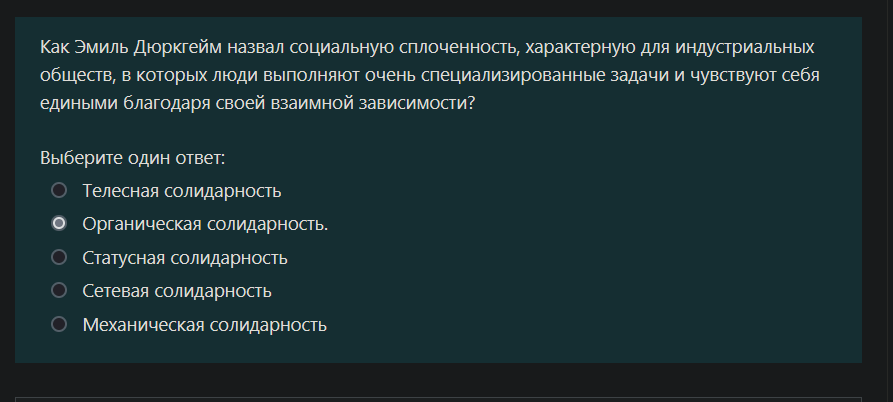 Как Эмиль Дюркгейм назвал социальную сплоченность, характерную для индустриальных
обществ, в которых люди выполняют очень специализированные задачи и чувствуют себя
едиными благодаря своей взаимной зависимости?
Выберите один ответ:
Телесная солидарность
Органическая солидарность.
Статусная солидарность
Сетевая солидарность
Механическая солидарность